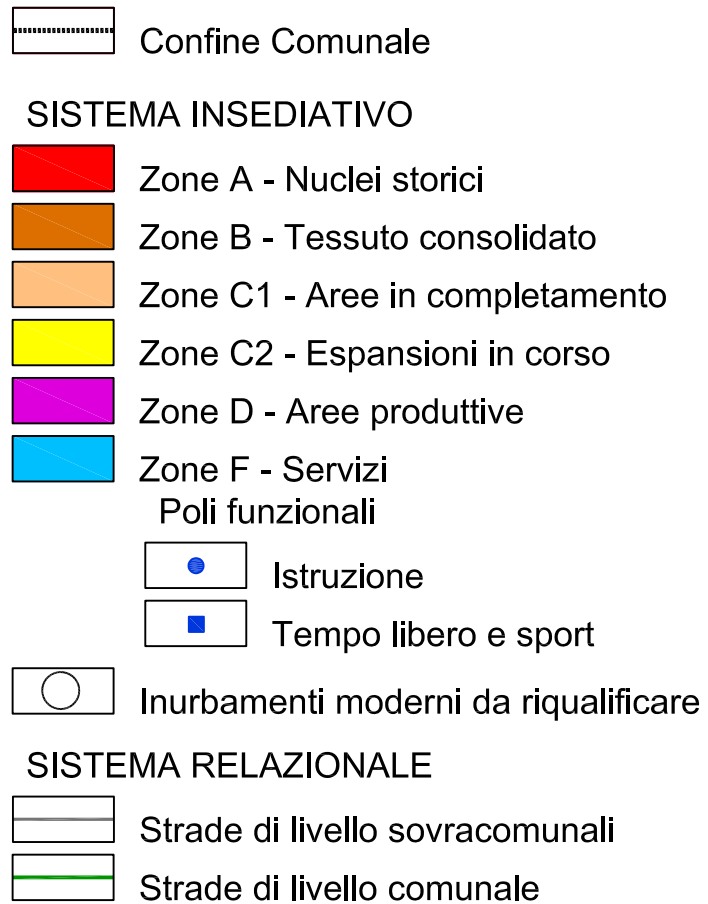 Confine Comunale
SISTEMA INSEDIATIVO
Zone A - Nuclei storici
Zone B - Tessuto consolidato
Zone C1 - Aree in completamento
Zone C2 - Espansioni in corso
Zone D - Aree produttive
Zone F - Servizi
Poli funzionali
Istruzione
Tempo libero e sport
Inurbamenti moderni da riqualificare
SISTEMA RELAZIONALE
Strade di livello sovracomunali
Strade di livello comunale